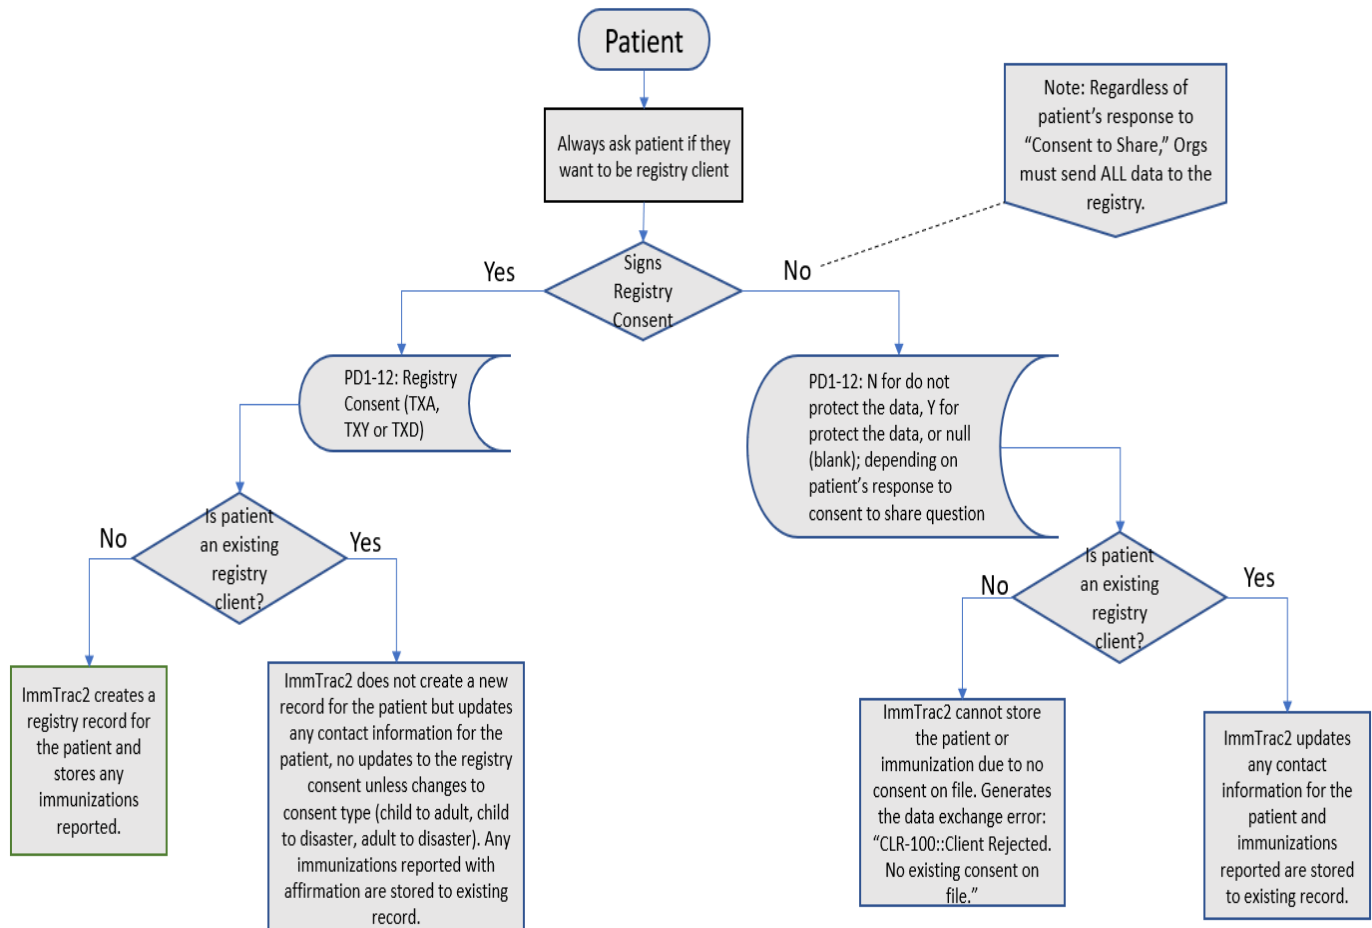 Patient
Always ask patient if they
want to be registry client
Note: Regardless of
patient’s response to
“Consent to Share,” Orgs
must send ALL data to the
registry.
Signs
Registry
Consent
Yes
No
PD1-12: Registry
Consent (TXA,
TXY or TXD)
PD1-12: N for do not
protect the data, Y for
protect the data, or null
(blank); depending on
patient’s response to
consent to share question
Is patient
an existing
registry
client?
No
Yes
Is patient
an existing
registry
client?
No
Yes
ImmTrac2 creates a
registry record for
the patient and
stores any
immunizations
reported.
ImmTrac2 does not create a new
record for the patient but updates
any contact information for the
patient, no updates to the registry
consent unless changes to
consent type (child to adult, child
to disaster, adult to disaster). Any
immunizations reported with
affirmation are stored to existing
record.
ImmTrac2 cannot store
the patient or
immunization due to no
consent on file. Generates
the data exchange error:
“CLR-100::Client Rejected.
No existing consent on
file.”
ImmTrac2 updates
any contact
information for the
patient and
immunizations
reported are stored
to existing record.